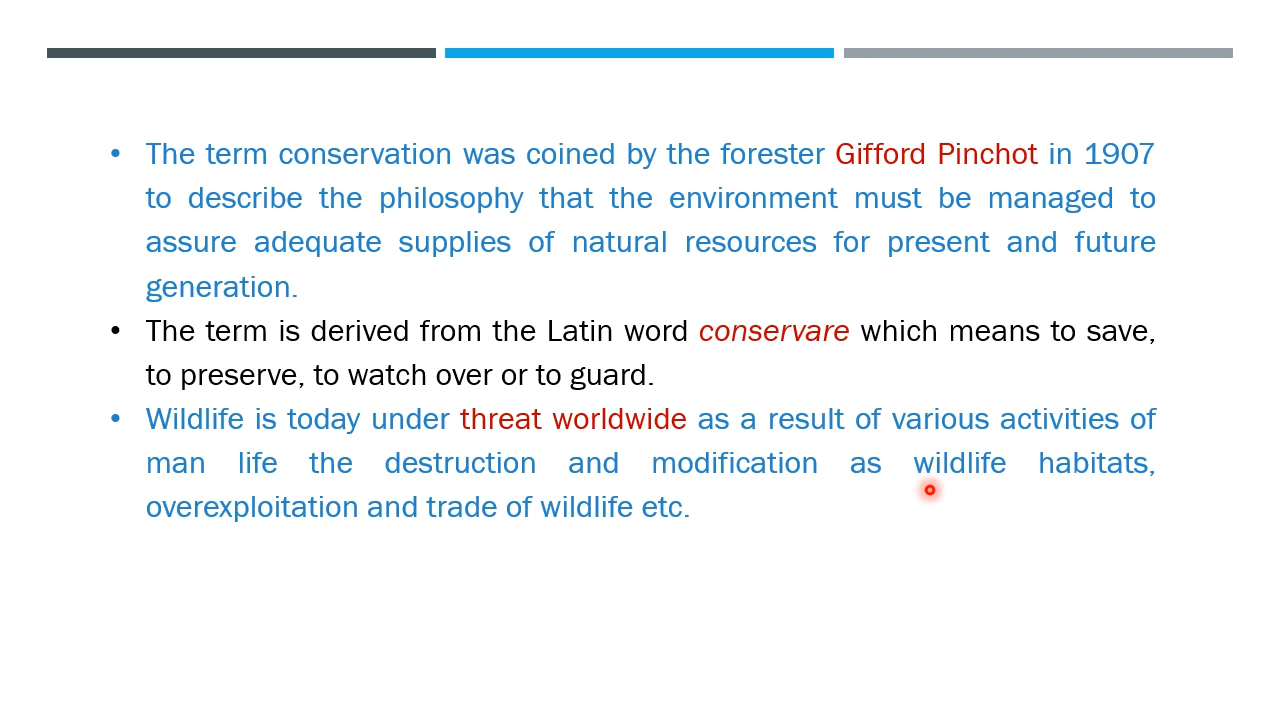 • The term conservation was coined by the forester Gifford Pinchot in 1907
to describe the philosophy that the environment must be managed to
assure adequate supplies of natural resources for present and future
generation.
• The term is derived from the Latin word conservare which means to save,
to preserve, to watch over or to guard.
• Wildlife is today under threat worldwide as a result of various activities of
man life the destruction and modification as wildlife habitats,
overexploitation and trade of wildlife etc.